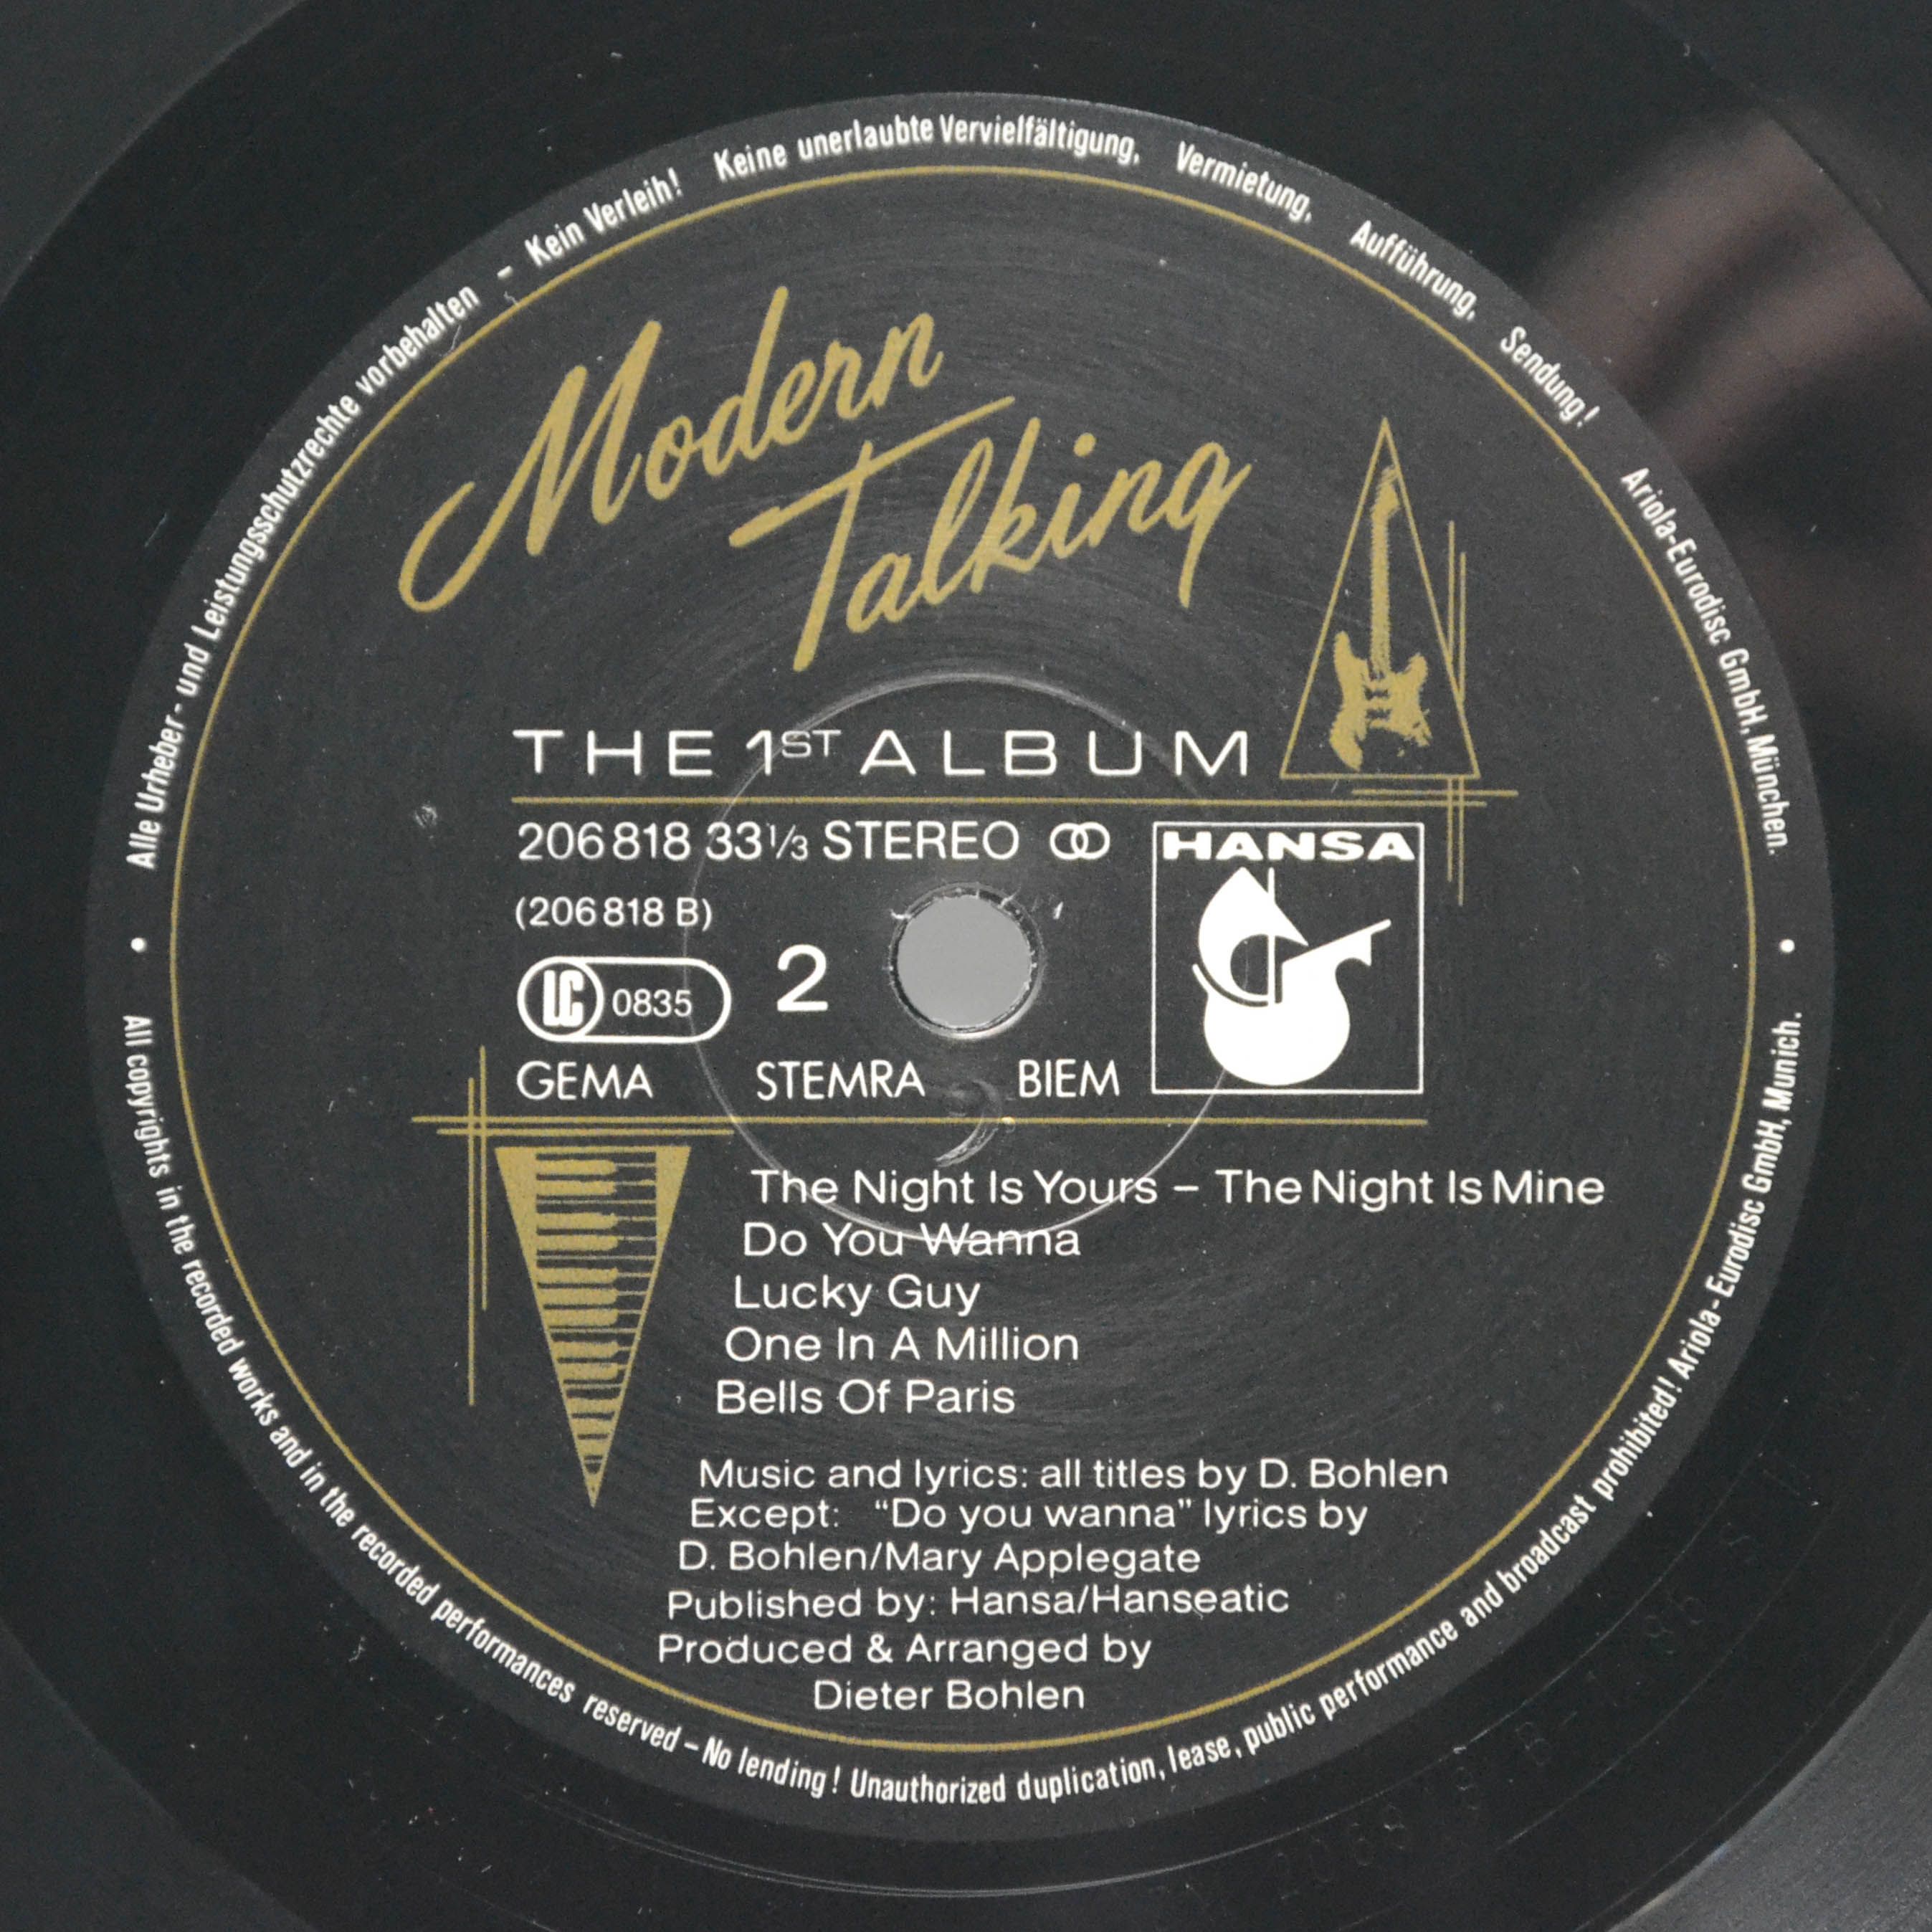 Alle Urheber- und Leistungsschutzrechte vorbehalten - Kein Verleih! Keine unerlaubte Vervielfältigung, Vermietung, Aufführung, Sendung! Ariola-Eurodisc GmbH, München.
Modern
Talking
THE 1ST ALBUM
206 818 33 1/3 STEREO
HANSA
(206 818 B)
LC 0835
2
GEMA STEMRA BIEM
The Night Is Yours – The Night Is Mine
Do You Wanna
Lucky Guy
One In A Million
Bells Of Paris
Music and lyrics: all titles by D. Bohlen
Except: "Do you wanna" lyrics by
D. Bohlen/Mary Applegate
Published by: Hansa/Hanseatic
Produced & Arranged by
Dieter Bohlen
All copyrights in the recorded works and in the recorded performances reserved – No lending! Unauthorized duplication, lease, public performance and broadcast prohibited! Ariola-Eurodisc GmbH, Munich.